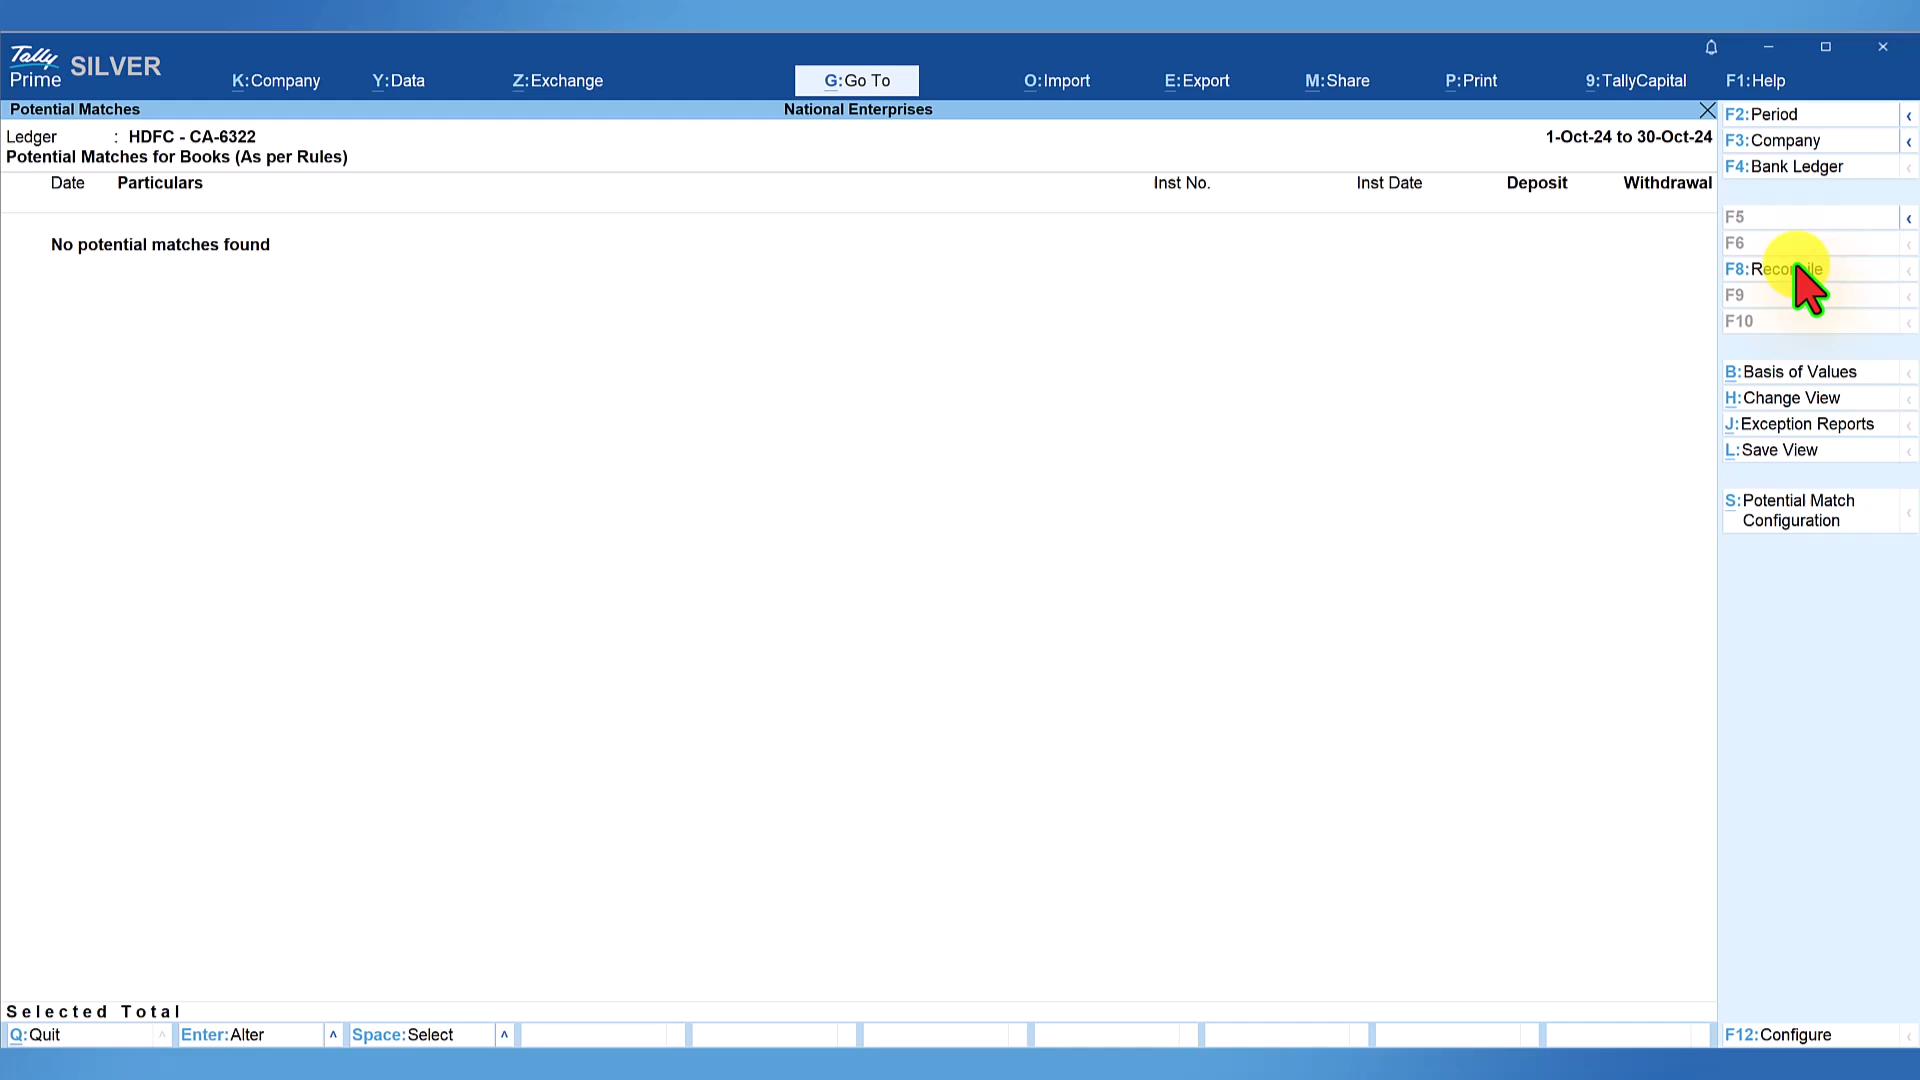 Tally
Prime SILVER
K:Company Y:Data Z:Exchange G:Go To O:Import E:Export M:Share P:Print 9:TallyCapital F1:Help
Potential Matches National Enterprises
Ledger : HDFC - CA-6322 1-Oct-24 to 30-Oct-24
Potential Matches for Books (As per Rules)
Date Particulars Inst No. Inst Date Deposit Withdrawal
No potential matches found
F2:Period
F3:Company
F4:Bank Ledger
F5
F6
F8:Reconcile
F9
F10
B:Basis of Values
H:Change View
J:Exception Reports
L:Save View
S:Potential Match
Configuration
Selected Total
Q:Quit Enter:Alter Space:Select F12:Configure